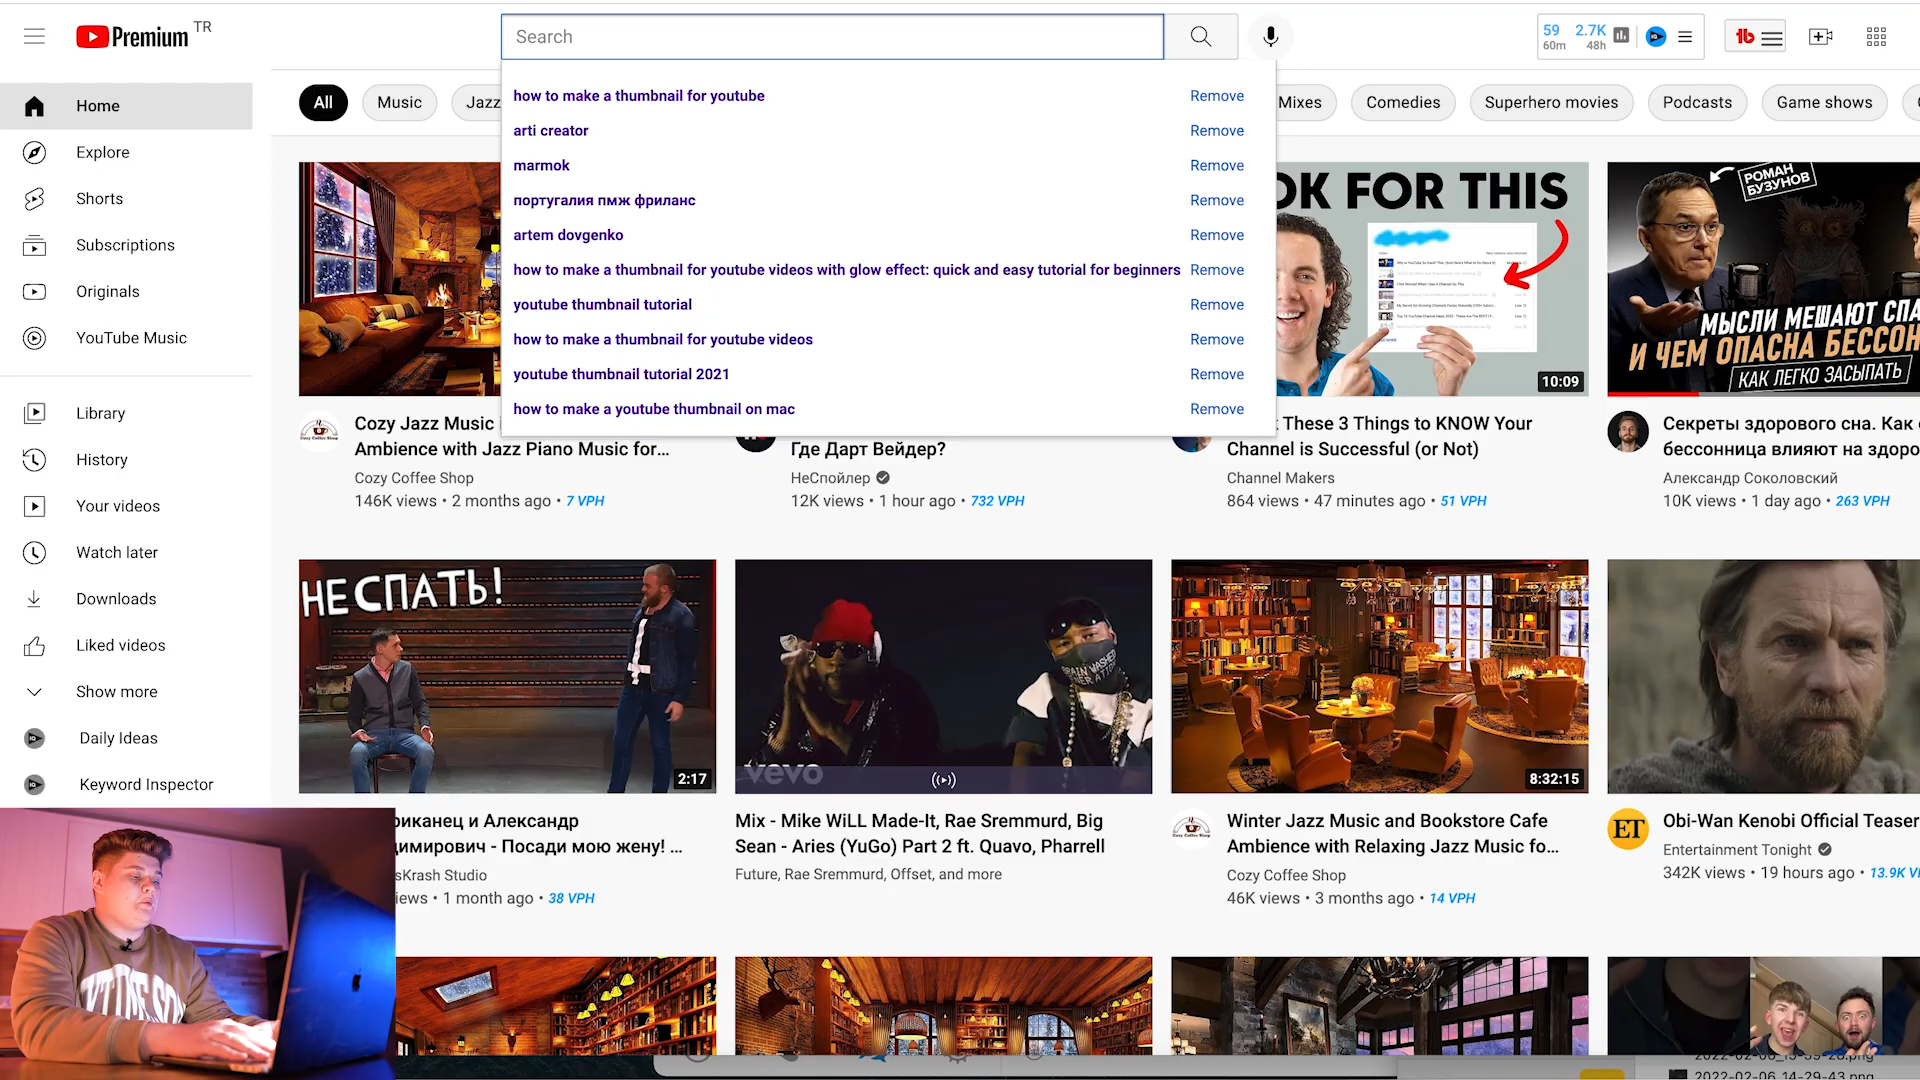 Premium TR
Search
59 2.7K
60m 48h
Home
Explore
Shorts
Subscriptions
Originals
YouTube Music
Library
History
Your videos
Watch later
Downloads
Liked videos
Show more
Daily Ideas
Keyword Inspector
All Music Jazz Mixes Comedies Superhero movies Podcasts Game shows
how to make a thumbnail for youtube Remove
arti creator Remove
marmok Remove
португалия пмж фриланс Remove
artem dovgenko Remove
how to make a thumbnail for youtube videos with glow effect: quick and easy tutorial for beginners Remove
youtube thumbnail tutorial Remove
how to make a thumbnail for youtube videos Remove
youtube thumbnail tutorial 2021 Remove
how to make a youtube thumbnail on mac Remove
OK FOR THIS
10:09
РОМАН
БУЗУНОВ
МЫСЛИ МЕШАЮТ СПА
И ЧЕМ ОПАСНА БЕССОН
КАК ЛЕГКО ЗАСЫПАТЬ
Cozy Jazz Music
Ambience with Jazz Piano Music for...
Cozy Coffee Shop
146K views • 2 months ago • 7 VPH
Где Дарт Вейдер?
НеСпойлер
12K views • 1 hour ago • 732 VPH
These 3 Things to KNOW Your
Channel is Successful (or Not)
Channel Makers
864 views • 47 minutes ago • 51 VPH
Секреты здорового сна. Как
бессонница влияют на здоро
Александр Соколовский
10K views • 1 day ago • 263 VPH
НЕ СПАТЬ!
2:17
vevo
BRAIN WASHED
GENERATION
8:32:15
риканец и Александр
димирович - Посади мою жену! ...
sKrash Studio
iews • 1 month ago • 38 VPH
Mix - Mike WiLL Made-It, Rae Sremmurd, Big
Sean - Aries (YuGo) Part 2 ft. Quavo, Pharrell
Future, Rae Sremmurd, Offset, and more
Winter Jazz Music and Bookstore Cafe
Ambience with Relaxing Jazz Music fo...
Cozy Coffee Shop
46K views • 3 months ago • 14 VPH
ET
Obi-Wan Kenobi Official Teaser
Entertainment Tonight
342K views • 19 hours ago • 13.9K VP
2022-02-06_14-29-43.png